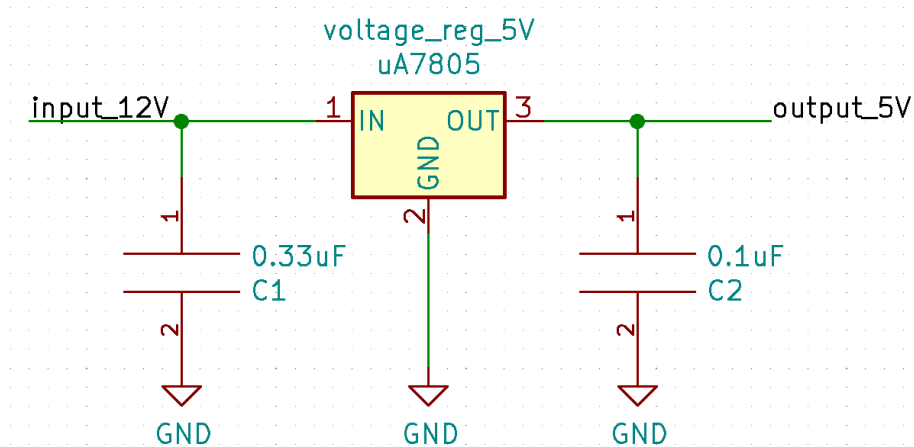 voltage_reg_5V
uA7805
input_12V
1
IN
OUT
3
output_5V
GND
2
1
0.33uF
C1
2
1
0.1uF
C2
2
GND
GND
GND